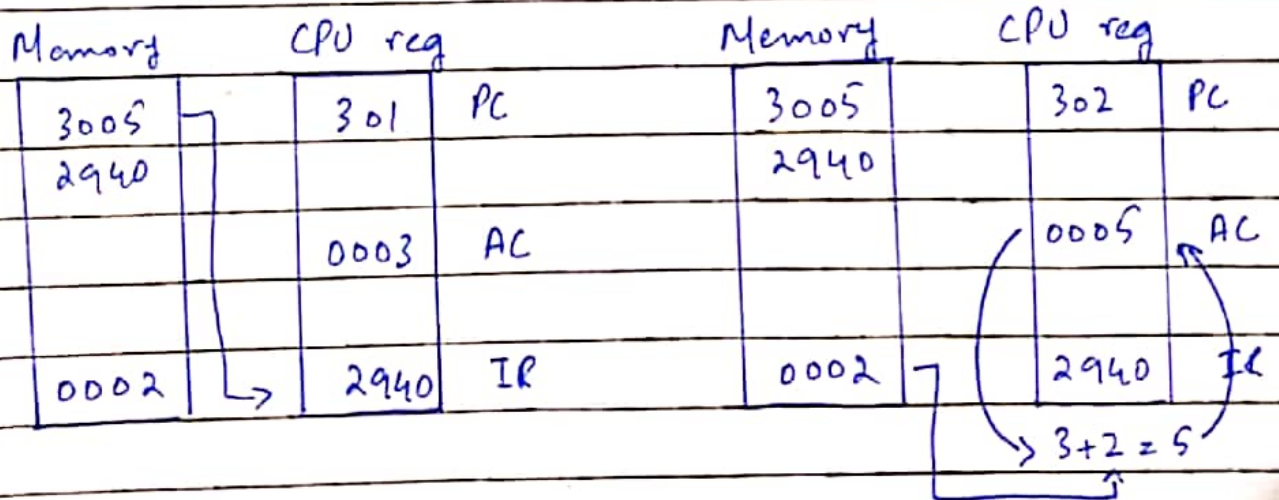 Memory CPU reg Memory CPU reg
3005 301 PC 3005 302 PC
2940 2940
0003 AC 0005 AC
0002 2940 IR 0002 2940 IR
3+2=5